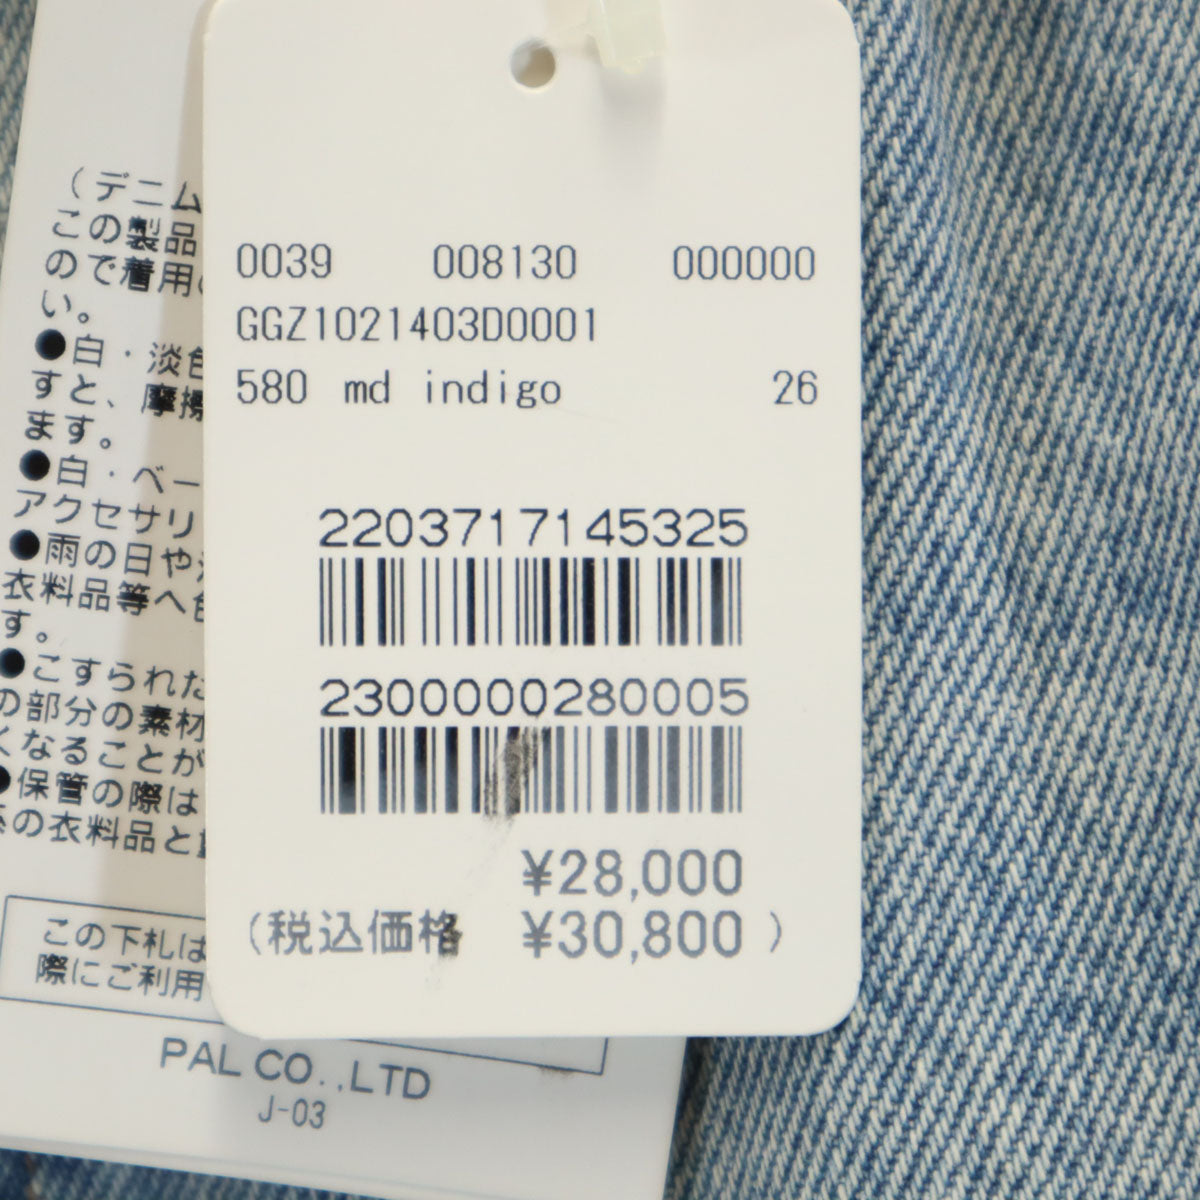 0039 008130 000000
GGZ1021403D0001
580 md indigo 26
2203717145325
2300000280005
¥28,000
(税込価格 ¥30,800 )
(デニム
この製品
ので着用
い。
●白・淡色
すと、摩擦
ます。
●白・ベー
アクセサリ
●雨の日や
衣料品等へ色
す。
●こすられた
の部分の素材
くなることが
●保管の際は
の衣料品と
この下札は
際にご利用
PAL CO.,LTD
J-03